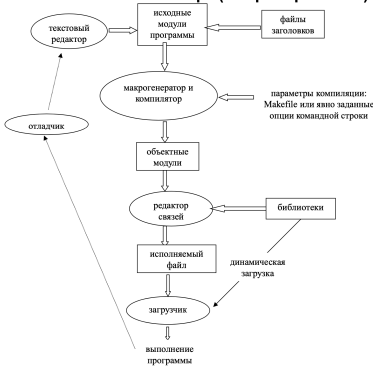 текстовый
редактор
исходные
модули
программы
файлы
заголовков
макрогенератор и
компилятор
параметры компиляции:
Makefile или явно заданные
опции командной строки
отладчик
объектные
модули
редактор
связей
библиотеки
исполняемый
файл
динамическая
загрузка
загрузчик
выполнение
программы